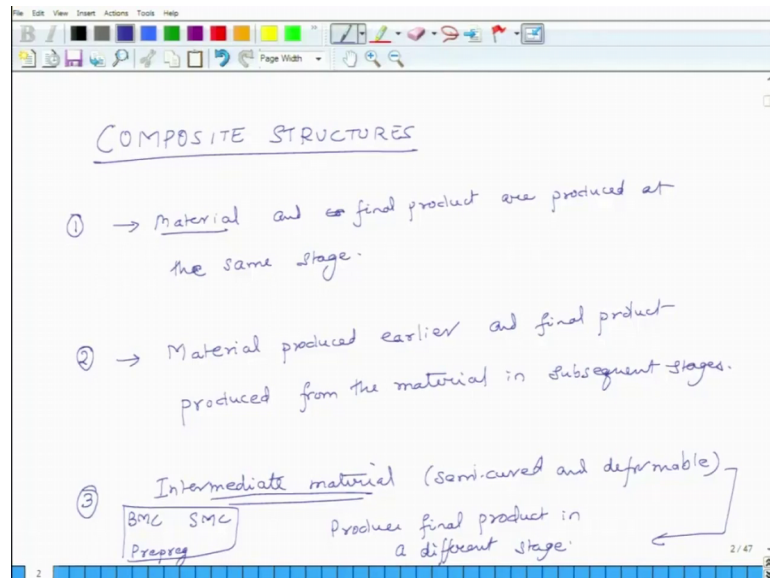 File Edit View Insert Actions Tools Help
B I
Page Width
COMPOSITE STRUCTURES
① → Material and final product are produced at
the same stage.
② → Material produced earlier and final product
produced from the material in subsequent stages.
③ Intermediate material (semi-cured and deformable)
BMC SMC
Prepreg
Produce final product in
a different stage.
2/47
2